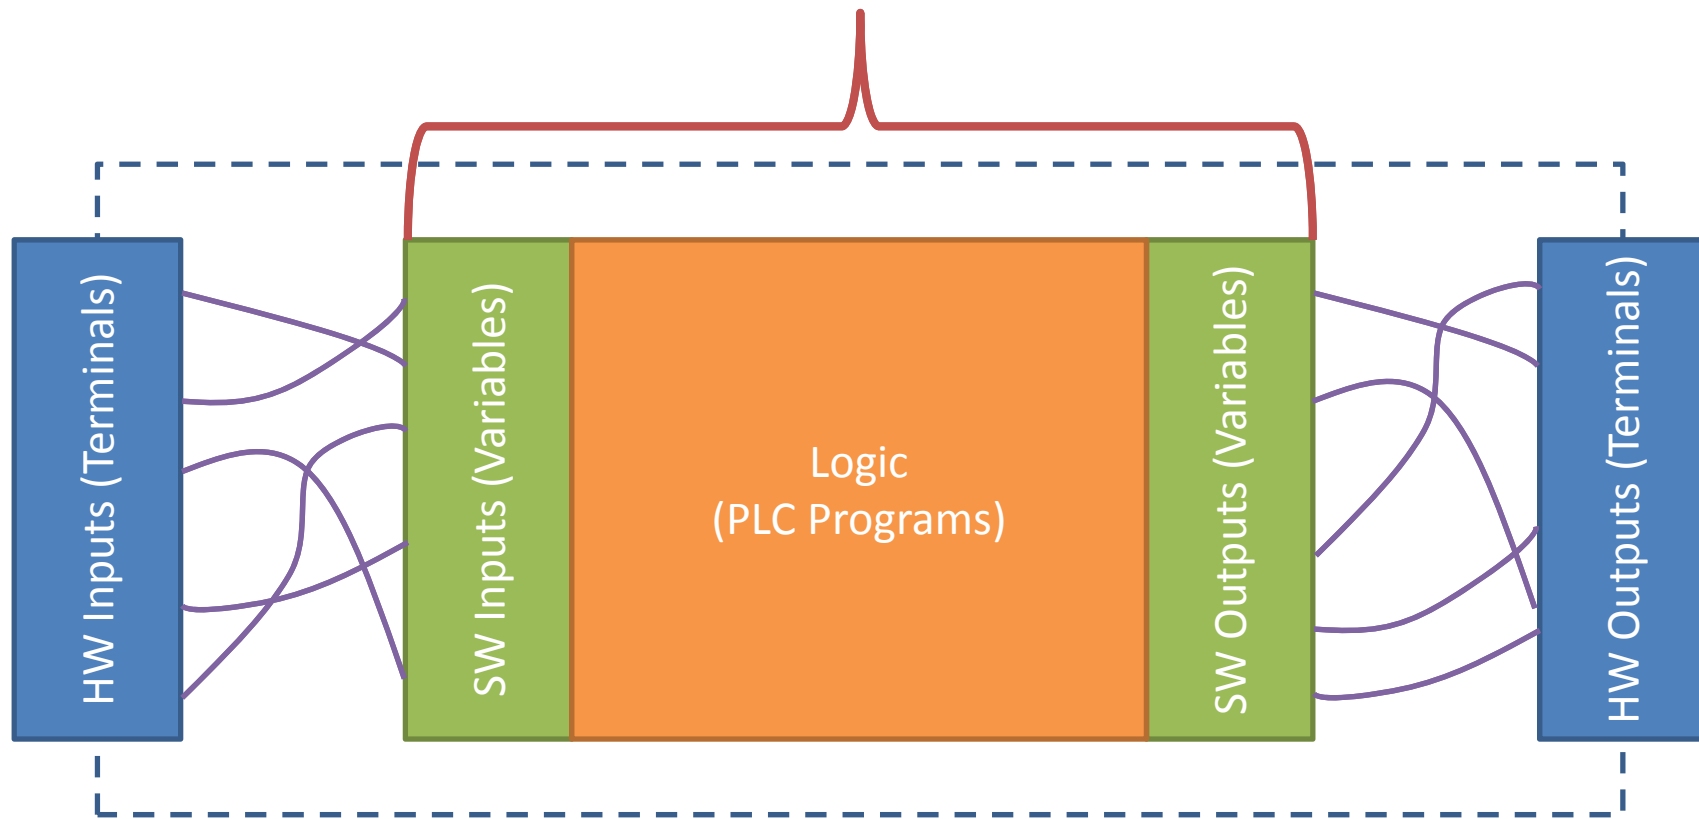 HW Inputs (Terminals)
SW Inputs (Variables)
Logic
(PLC Programs)
SW Outputs (Variables)
HW Outputs (Terminals)